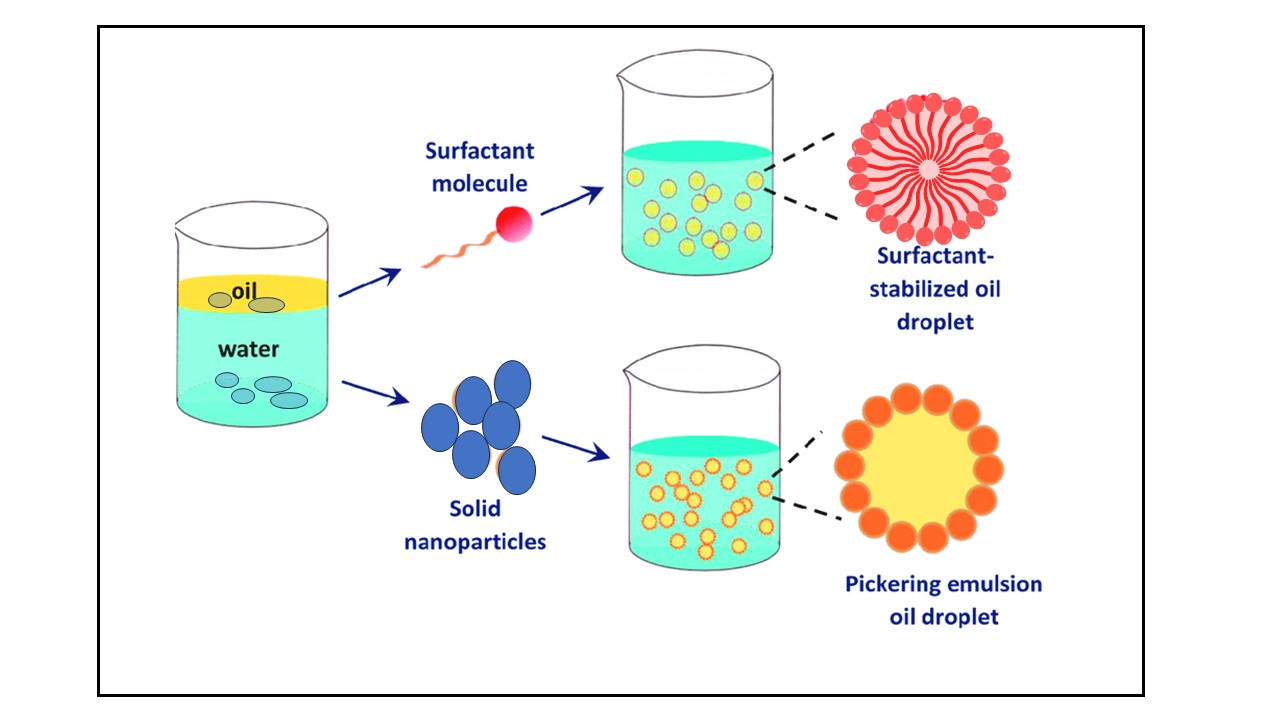 Surfactant
molecule
oil
water
Surfactant-
stabilized oil
droplet
Solid
nanoparticles
Pickering emulsion
oil droplet